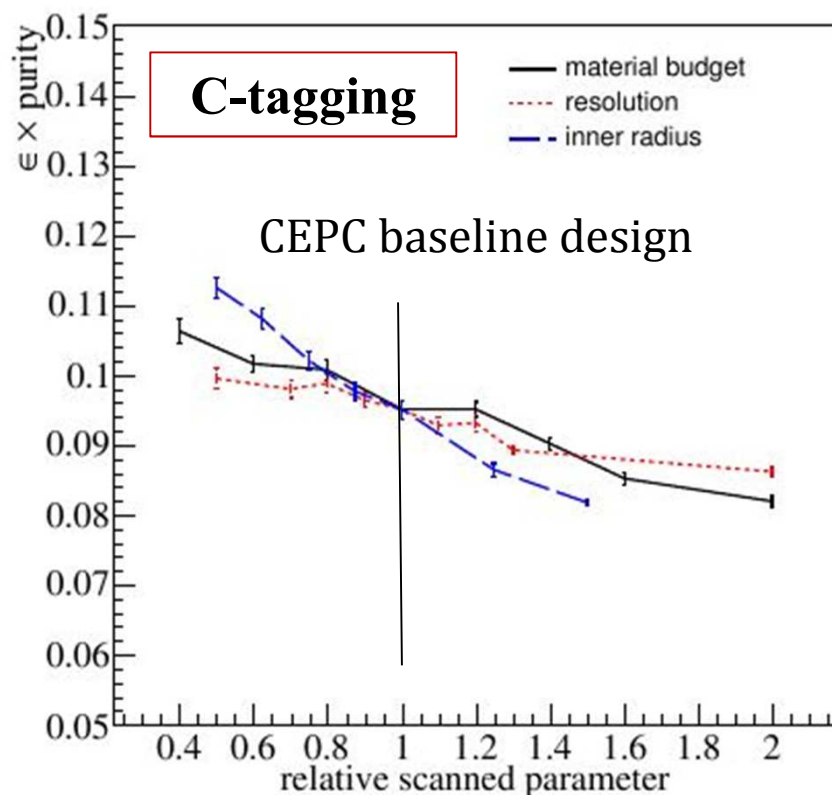 0.15
0.14
0.13
0.12
0.11
0.1
0.09
0.08
0.07
0.06
0.05
ϵ × purity
C-tagging
material budget
resolution
inner radius
CEPC baseline design
0.4 0.6 0.8 1 1.2 1.4 1.6 1.8 2
relative scanned parameter